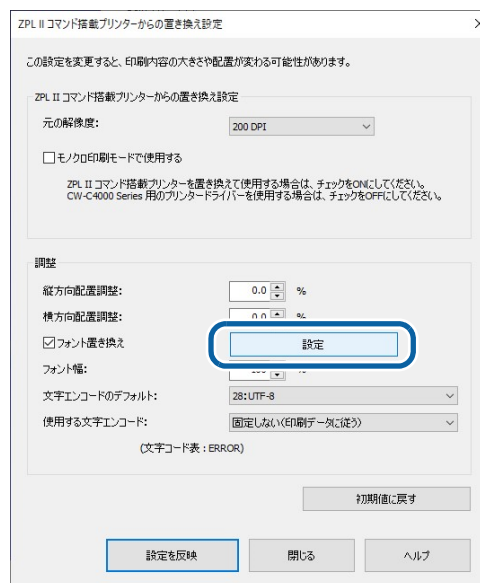 ZPL II コマンド搭載プリンターからの置き換え設定
この設定を変更すると、印刷内容の大きさや配置が変わる可能性があります。
ZPL II コマンド搭載プリンターからの置き換え設定
元の解像度: 200 DPI
モノクロ印刷モードで使用する
ZPL II コマンド搭載プリンターを置き換えて使用する場合は、チェックをONにしてください。
CW-C4000 Series 用のプリンタードライバーを使用する場合は、チェックをOFFにしてください。
調整
縦方向配置調整: 0.0 %
横方向配置調整: 0.0 %
フォント置き換え 設定
フォント幅:
文字エンコードのデフォルト: 28:UTF-8
使用する文字エンコード: 固定しない(印刷データに従う)
(文字コード表 : ERROR)
初期値に戻す
設定を反映 閉じる ヘルプ